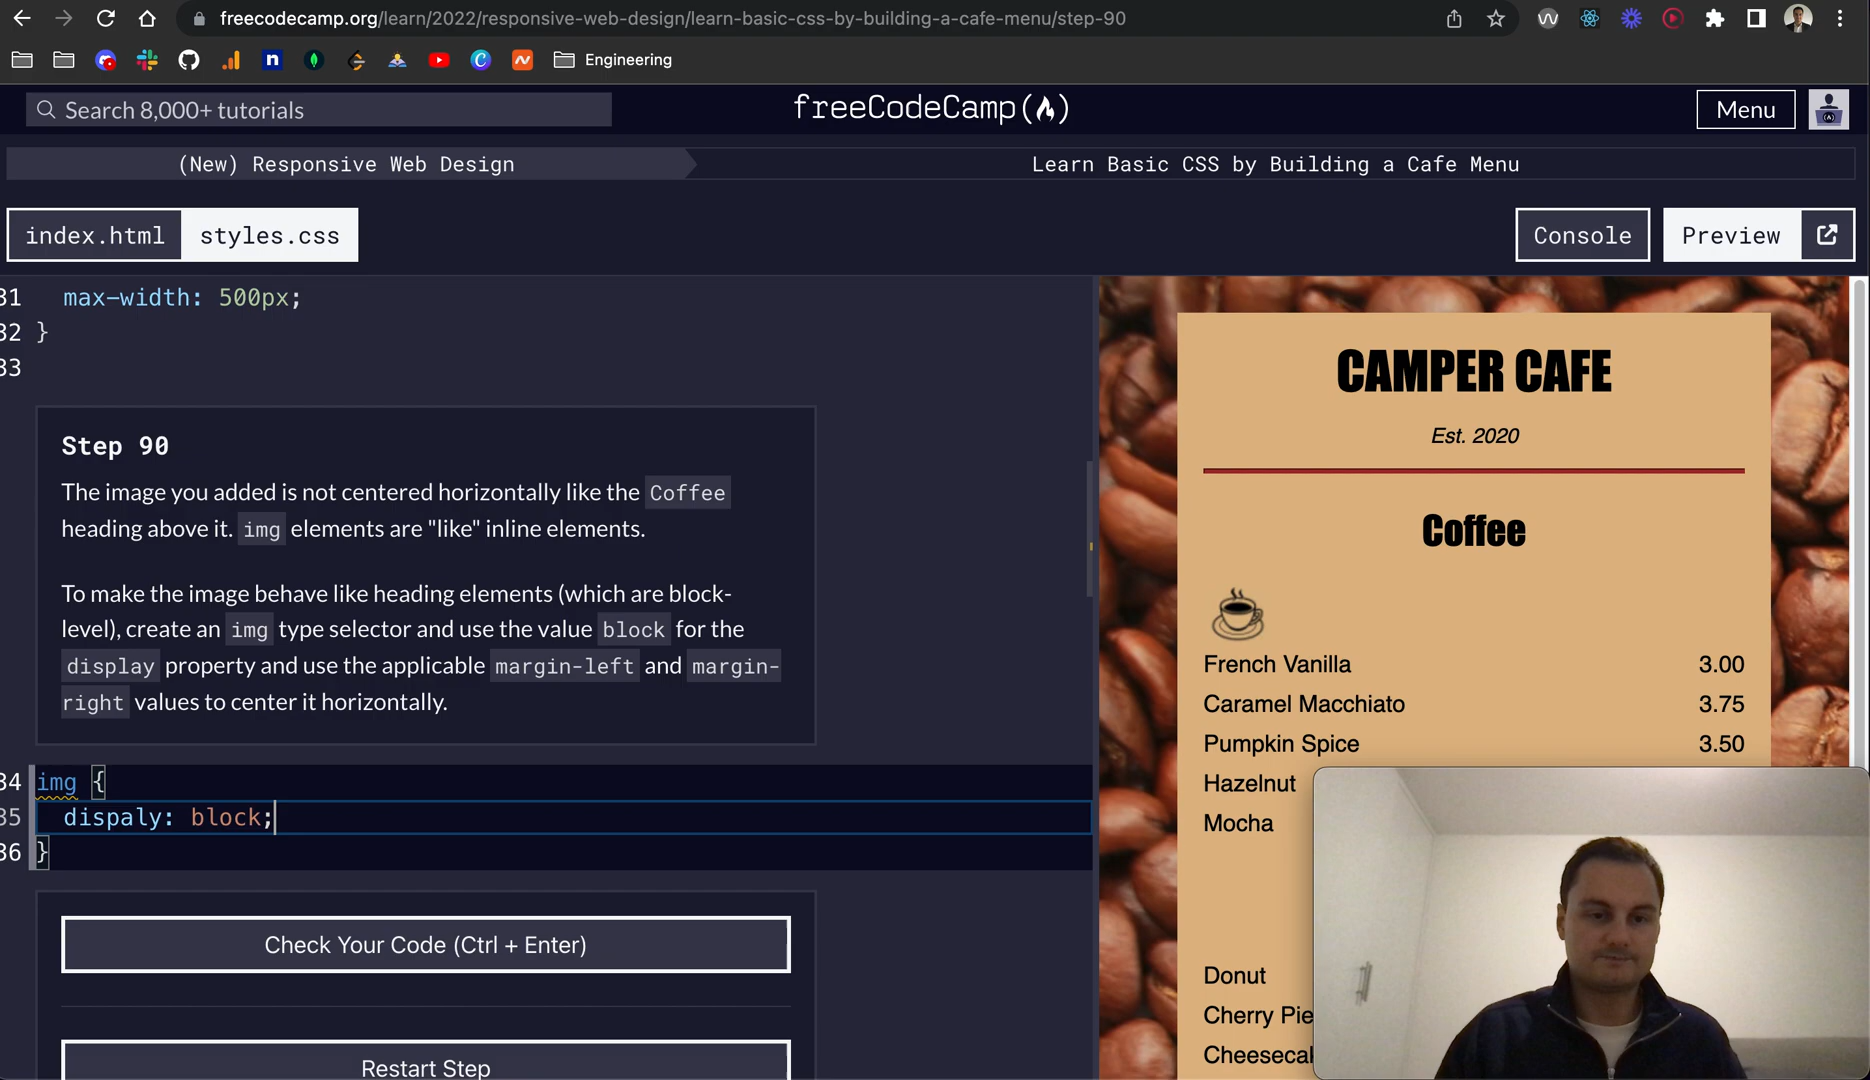 freecodecamp.org/learn/2022/responsive-web-design/learn-basic-css-by-building-a-cafe-menu/step-90
Engineering
Search 8,000+ tutorials
freeCodeCamp
Menu
(New) Responsive Web Design
Learn Basic CSS by Building a Cafe Menu
index.html
styles.css
Console
Preview
31 max-width: 500px;
32 }
33
Step 90
The image you added is not centered horizontally like the Coffee
heading above it. img elements are "like" inline elements.
To make the image behave like heading elements (which are block-
level), create an img type selector and use the value block for the
display property and use the applicable margin-left and margin-
right values to center it horizontally.
34 img {
35 dispaly: block;
36 }
Check Your Code (Ctrl + Enter)
Restart Step
CAMPER CAFE
Est. 2020
Coffee
French Vanilla 3.00
Caramel Macchiato 3.75
Pumpkin Spice 3.50
Hazelnut
Mocha
Donut
Cherry Pie